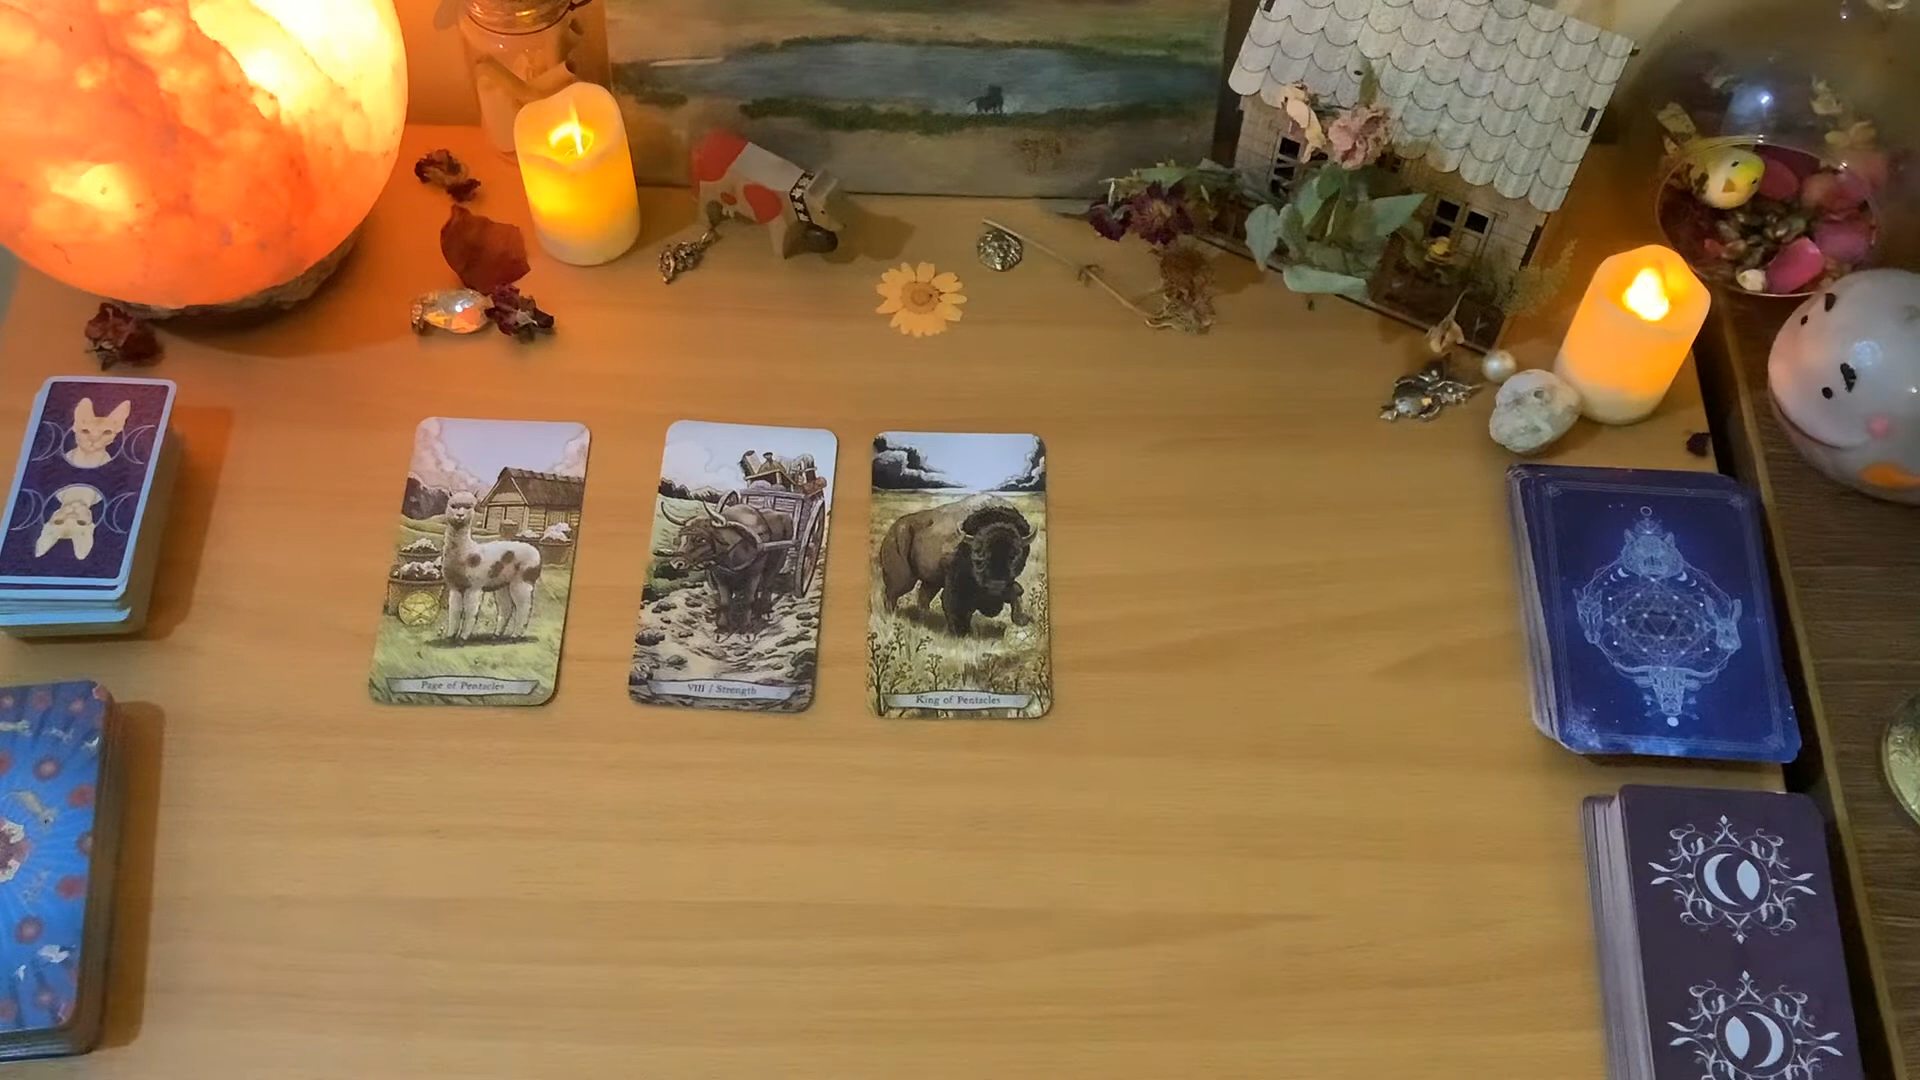 Page of Pentacles
VIII / Strength
King of Pentacles